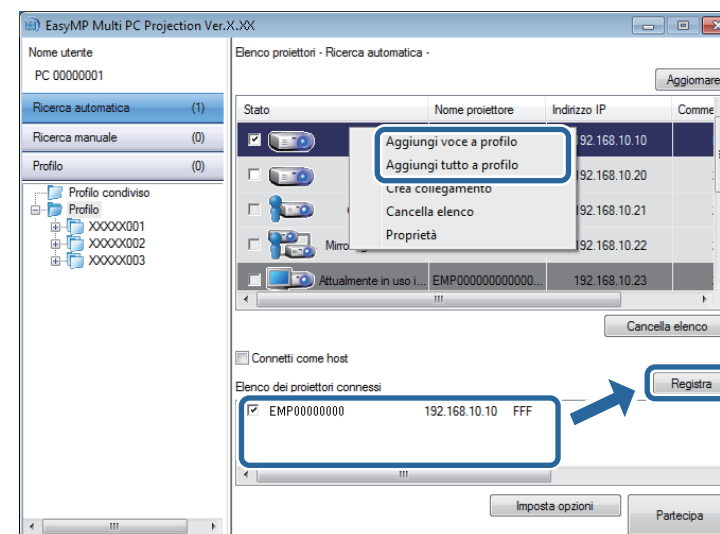 EasyMP Multi PC Projection Ver.X.XX
Nome utente
PC 00000001
Ricerca automatica (1)
Ricerca manuale (0)
Profilo (0)
Profilo condiviso
Profilo
XXXXX001
XXXXX002
XXXXX003
Elenco proiettori - Ricerca automatica -
Aggiornare
Stato Nome proiettore Indirizzo IP Comme
192.168.10.10
192.168.10.20
192.168.10.21
192.168.10.22
Attualmente in uso i... EMP000000000000... 192.168.10.23
Aggiungi voce a profilo
Aggiungi tutto a profilo
Crea collegamento
Cancella elenco
Proprietà
Cancella elenco
Connetti come host
Elenco dei proiettori connessi
Registra
EMP00000000 192.168.10.10 FFF
Imposta opzioni
Partecipa